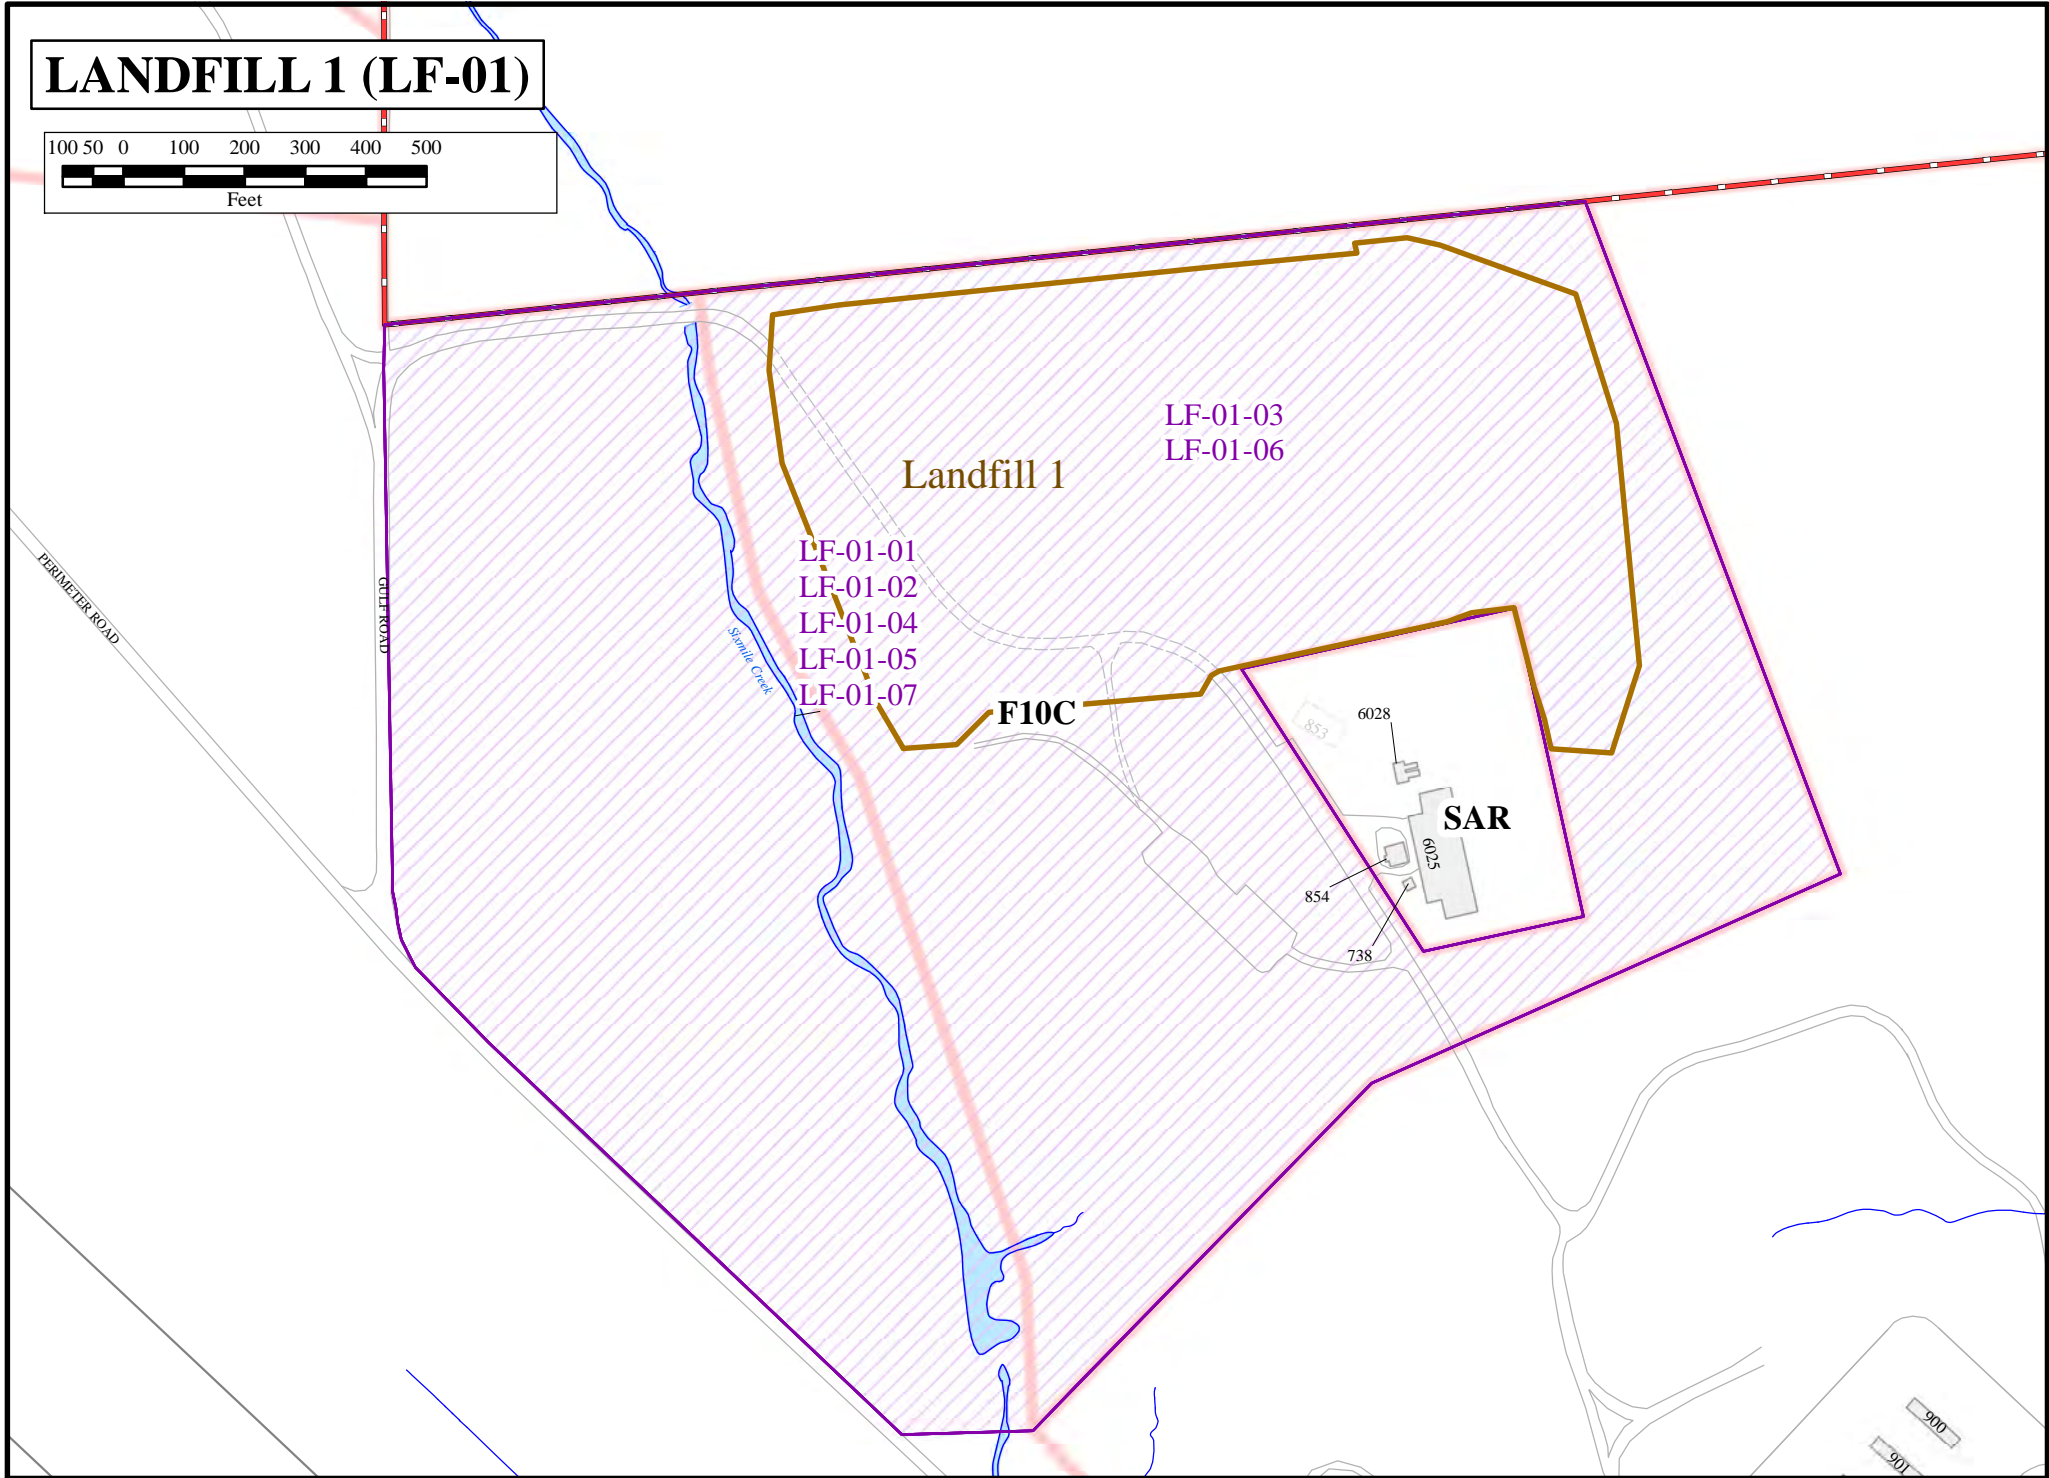 LANDFILL 1 (LF-01)
100 50 0 100 200 300 400 500
Feet
LF-01-03
LF-01-06
Landfill 1
LF-01-01
LF-01-02
LF-01-04
LF-01-05
LF-01-07
PERIMETER ROAD
GULF ROAD
Sixmile Creek
F10C
853
6028
SAR
6025
854
738
900
901